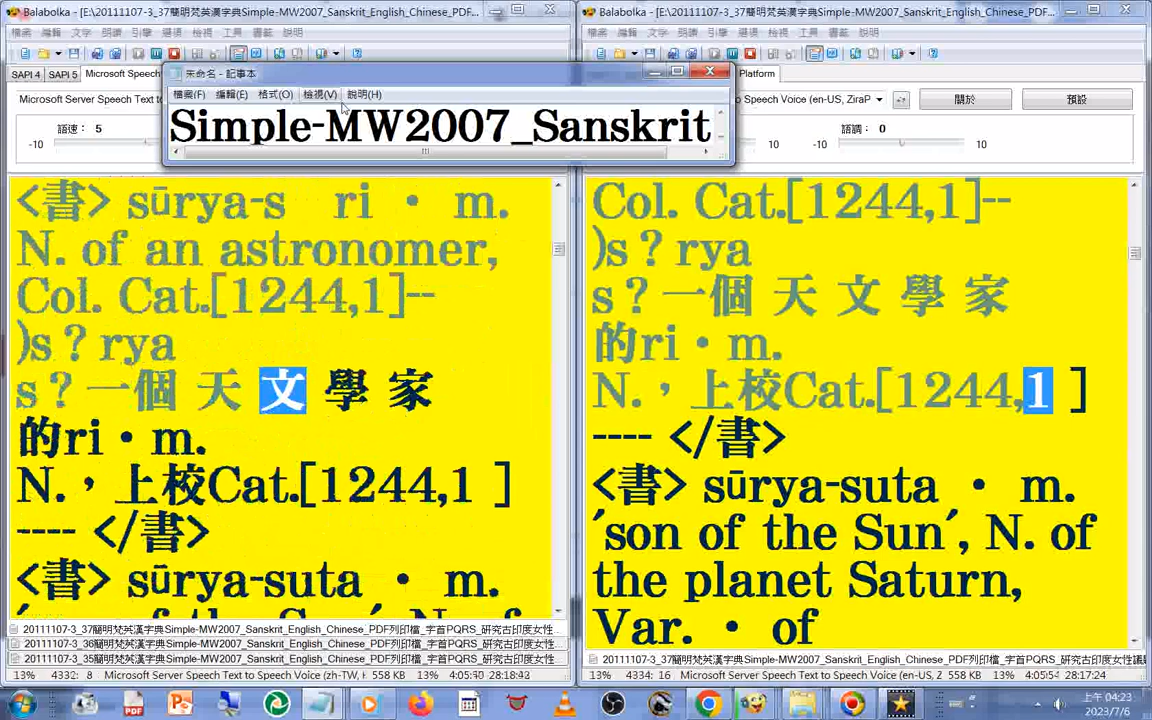 Balabolka - [E:\20111107-3_37簡明梵英漢字典Simple-MW2007_Sanskrit_English_Chinese_PDF...
檔案 編輯 文字 朗讀 引擎 選項 檢視 工具 書籤 說明
SAPI 4 SAPI 5 Microsoft Speech
Microsoft Server Speech Text to
語速： 5
-10
未命名 - 記事本
檔案(F) 編輯(E) 格式(O) 檢視(V) 說明(H)
Simple-MW2007_Sanskrit
<書> sūrya-s ri · m.
N. of an astronomer,
Col. Cat.[1244,1]--
)s？rya
s？一個 天 文 學 家
的ri·m.
N.，上校Cat.[1244,1 ]
---- </書>
<書> sūrya-suta · m.
20111107-3_37簡明梵英漢字典Simple-MW2007_Sanskrit_English_Chinese_PDF列印檔_字首PQRS_研究古印度女性...
20111107-3_36簡明梵英漢字典Simple-MW2007_Sanskrit_English_Chinese_PDF列印檔_字首PQRS_研究古印度女性...
20111107-3_35簡明梵英漢字典Simple-MW2007_Sanskrit_English_Chinese_PDF列印檔_字首PQRS_研究古印度女性...
13% 4332: 8 Microsoft Server Speech Text to Speech Voice (zh-TW, H 558 KB 13% 4:05:30 28:18:43
Balabolka - [E:\20111107-3_37簡明梵英漢字典Simple-MW2007_Sanskrit_English_Chinese_PDF...
檔案 編輯 文字 朗讀 引擎 選項 檢視 工具 書籤 說明
Platform
Speech Voice (en-US, ZiraP 關於 預設
語調： 0
10 -10 10
Col. Cat.[1244,1]--
)s？rya
s？一個 天 文 學 家
的ri·m.
N.，上校Cat.[1244,1 ]
---- </書>
<書> sūrya-suta · m.
′son of the Sun′, N. of
the planet Saturn,
Var. · of
20111107-3_37簡明梵英漢字典Simple-MW2007_Sanskrit_English_Chinese_PDF列印檔_字首PQRS_研究古印度女性議...
13% 4334: 16 Microsoft Server Speech Text to Speech Voice (en-US, Z 558 KB 13% 4:05:54 28:17:24
上午 04:23
2023/7/6